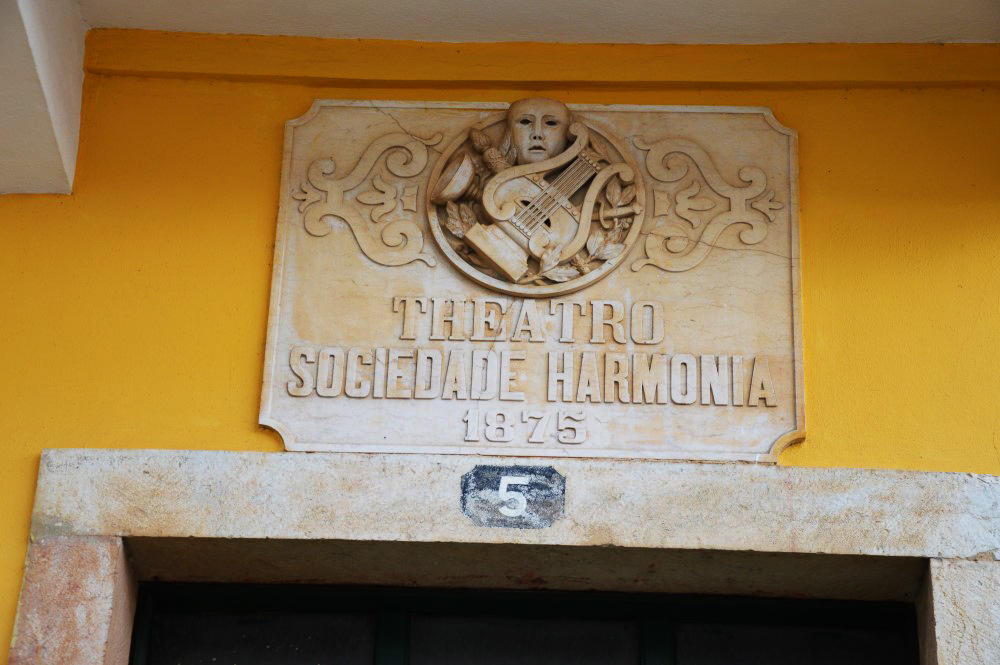 THEATRO
SOCIEDADE HARMONIA
1875
5